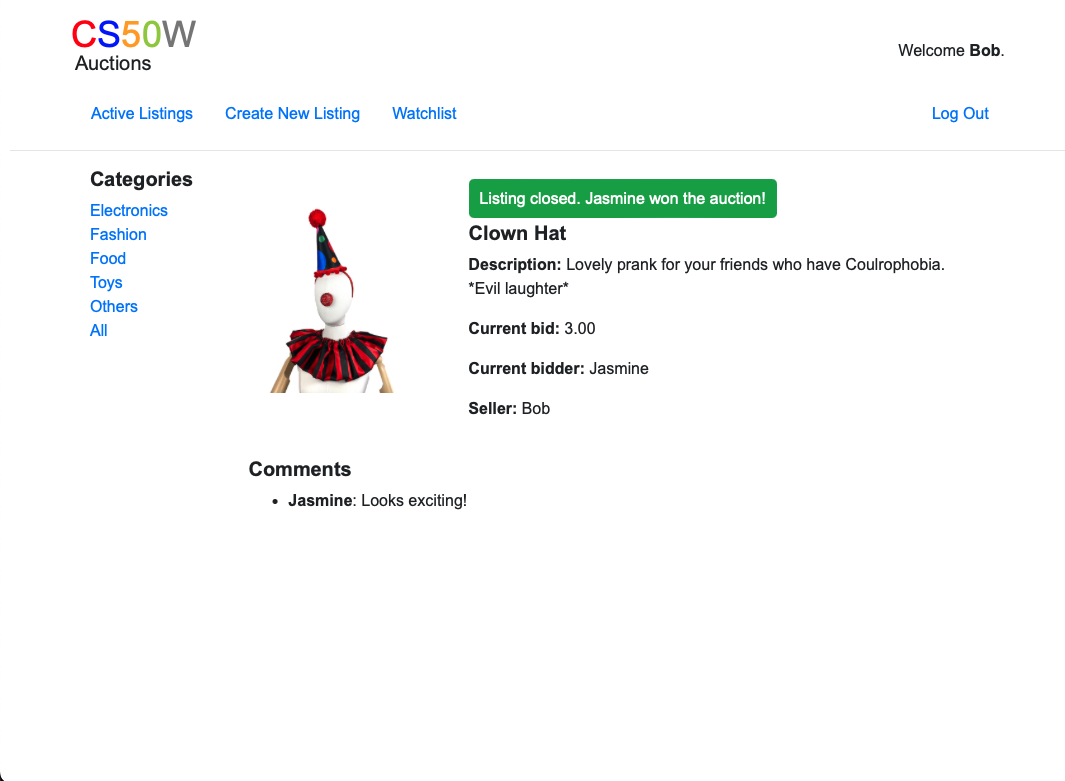 CS50W
Auctions
Welcome Bob.
Active Listings Create New Listing Watchlist Log Out
Categories
Electronics
Fashion
Food
Toys
Others
All
Listing closed. Jasmine won the auction!
Clown Hat
Description: Lovely prank for your friends who have Coulrophobia.
*Evil laughter*
Current bid: 3.00
Current bidder: Jasmine
Seller: Bob
Comments
• Jasmine: Looks exciting!